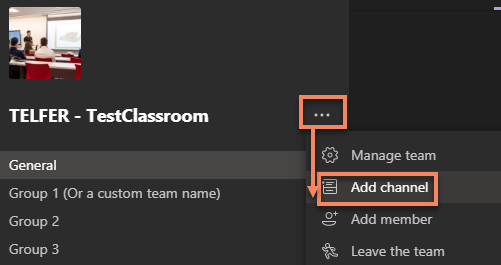 TELFER - TestClassroom
...
General
Group 1 (Or a custom team name)
Group 2
Group 3
Manage team
Add channel
Add member
Leave the team